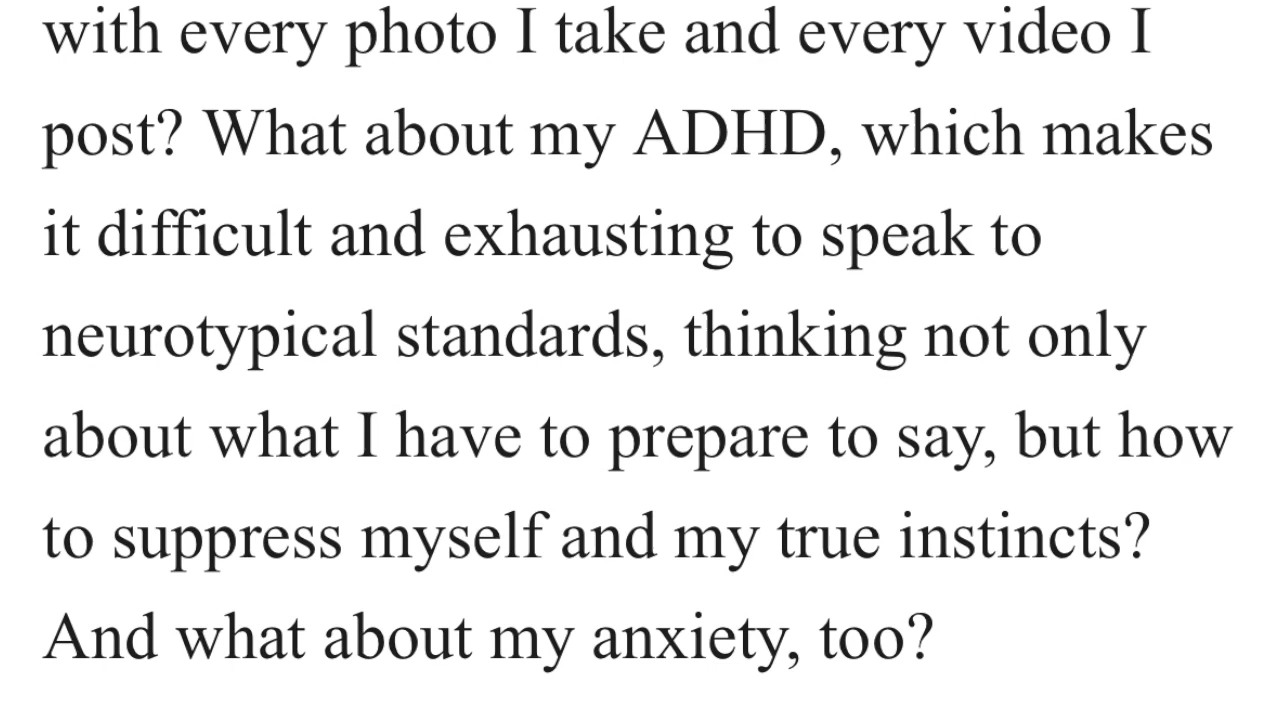 with every photo I take and every video I
post? What about my ADHD, which makes
it difficult and exhausting to speak to
neurotypical standards, thinking not only
about what I have to prepare to say, but how
to suppress myself and my true instincts?
And what about my anxiety, too?